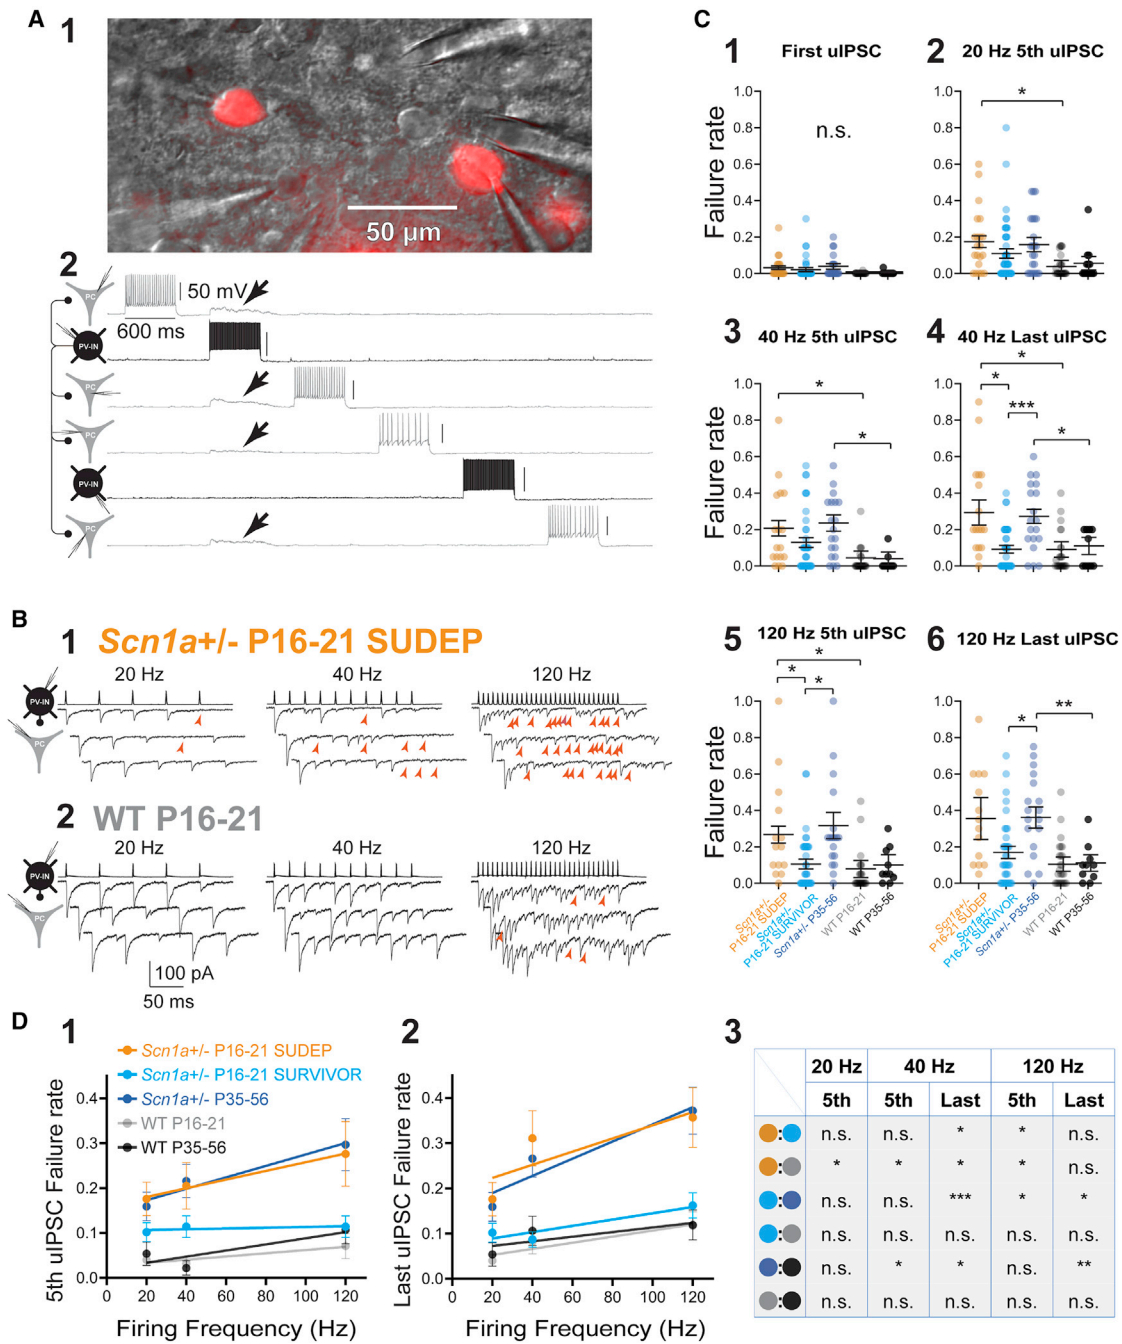 A 1
50 μm
2
PC
50 mV
600 ms
PV-IN
PC
PC
PV-IN
PC
B 1 Scn1a+/- P16-21 SUDEP
20 Hz 40 Hz 120 Hz
PV-IN
PC
2 WT P16-21
20 Hz 40 Hz 120 Hz
PV-IN
PC
100 pA
50 ms
C
1 First uIPSC
Failure rate
1.0
0.8
0.6
0.4
0.2
0.0
n.s.
2 20 Hz 5th uIPSC
1.0
0.8
0.6
0.4
0.2
0.0
*
3 40 Hz 5th uIPSC
Failure rate
1.0
0.8
0.6
0.4
0.2
0.0
*
*
4 40 Hz Last uIPSC
1.0
0.8
0.6
0.4
0.2
0.0
*
*
***
*
5 120 Hz 5th uIPSC
Failure rate
1.0
0.8
0.6
0.4
0.2
0.0
*
*
*
Scn1a+/-
P16-21 SUDEP
Scn1a+/-
P16-21 SURVIVOR
Scn1a+/- P35-56
WT P16-21
WT P35-56
6 120 Hz Last uIPSC
1.0
0.8
0.6
0.4
0.2
0.0
*
**
Scn1a+/-
P16-21 SUDEP
Scn1a+/-
P16-21 SURVIVOR
Scn1a+/- P35-56
WT P16-21
WT P35-56
D 1
Scn1a+/- P16-21 SUDEP
Scn1a+/- P16-21 SURVIVOR
Scn1a+/- P35-56
WT P16-21
WT P35-56
5th uIPSC Failure rate
0.4
0.3
0.2
0.1
0.0
0 20 40 60 80 100 120
Firing Frequency (Hz)
2
Last uIPSC Failure rate
0.4
0.3
0.2
0.1
0.0
0 20 40 60 80 100 120
Firing Frequency (Hz)
3
20 Hz 40 Hz 120 Hz
5th 5th Last 5th Last
: n.s. n.s. * * n.s.
: * * * * n.s.
: n.s. n.s. *** * *
: n.s. n.s. n.s. n.s. n.s.
: n.s. * * n.s. **
: n.s. n.s. n.s. n.s. n.s.